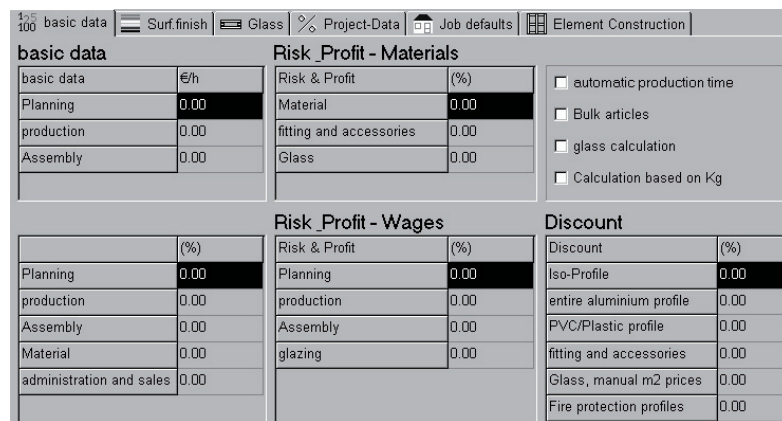 125
100 basic data Surf.finish Glass Project-Data Job defaults Element Construction
basic data
basic data €/h
Planning 0.00
production 0.00
Assembly 0.00
Risk_Profit - Materials
Risk & Profit (%)
Material 0.00
fitting and accessories 0.00
Glass 0.00
automatic production time
Bulk articles
glass calculation
Calculation based on Kg
(%)
Planning 0.00
production 0.00
Assembly 0.00
Material 0.00
administration and sales 0.00
Risk_Profit - Wages
Risk & Profit (%)
Planning 0.00
production 0.00
Assembly 0.00
glazing 0.00
Discount
Discount (%)
Iso-Profile 0.00
entire aluminium profile 0.00
PVC/Plastic profile 0.00
fitting and accessories 0.00
Glass, manual m2 prices 0.00
Fire protection profiles 0.00